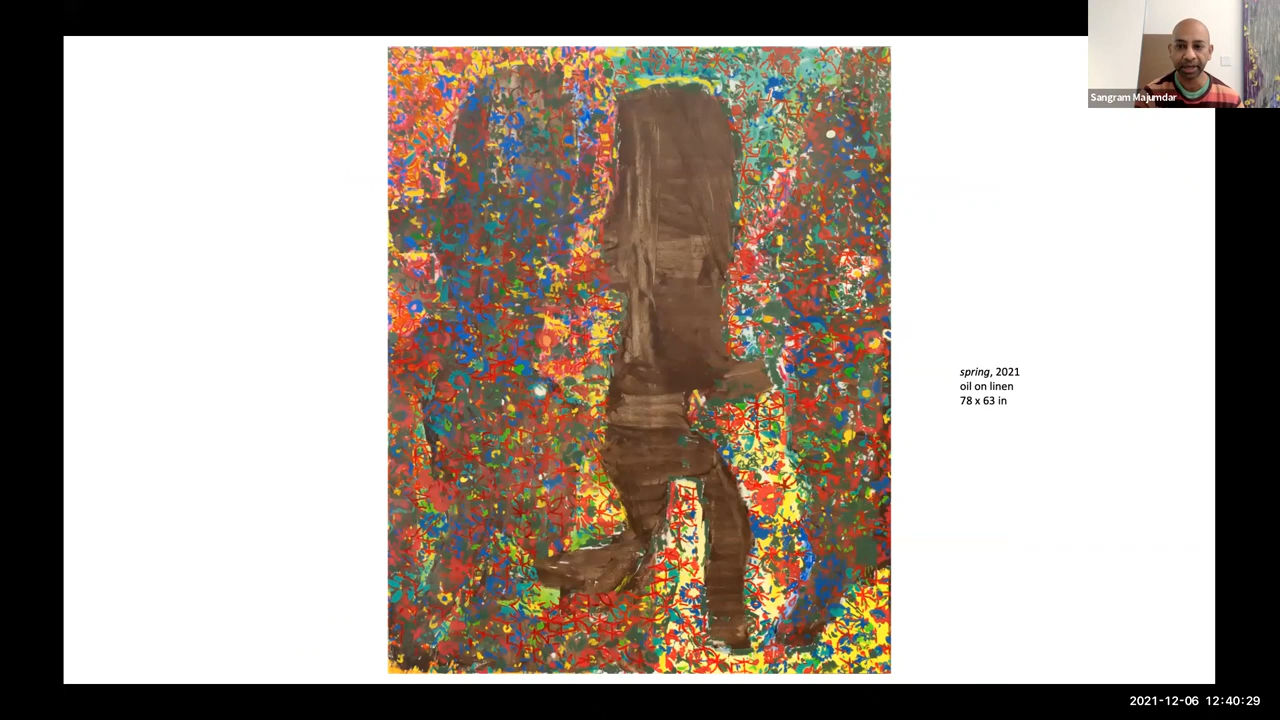 Sangram Majumdar
spring, 2021
oil on linen
78 x 63 in
2021-12-06 12:40:29